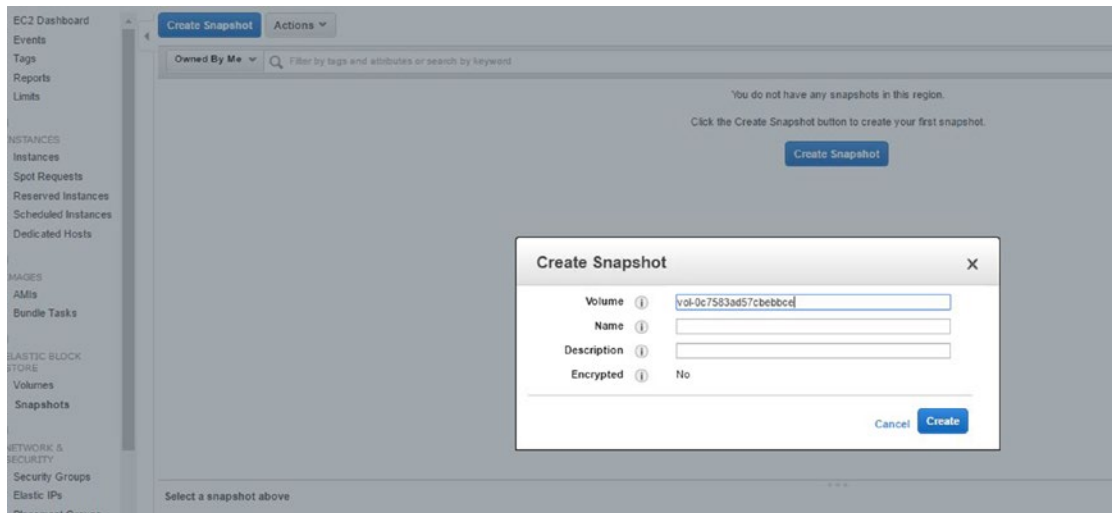 EC2 Dashboard
Events
Tags
Reports
Limits
NSTANCES
Instances
Spot Requests
Reserved Instances
Scheduled Instances
Dedicated Hosts
MAGES
AMIs
Bundle Tasks
LASTIC BLOCK
STORE
Volumes
Snapshots
NETWORK &
SECURITY
Security Groups
Elastic IPs
Create Snapshot Actions
Owned By Me Filter by tags and attributes or search by keyword
You do not have any snapshots in this region.
Click the Create Snapshot button to create your first snapshot.
Create Snapshot
Create Snapshot
Volume vol-0c7583ad57cbebbce
Name
Description
Encrypted No
Cancel Create
Select a snapshot above